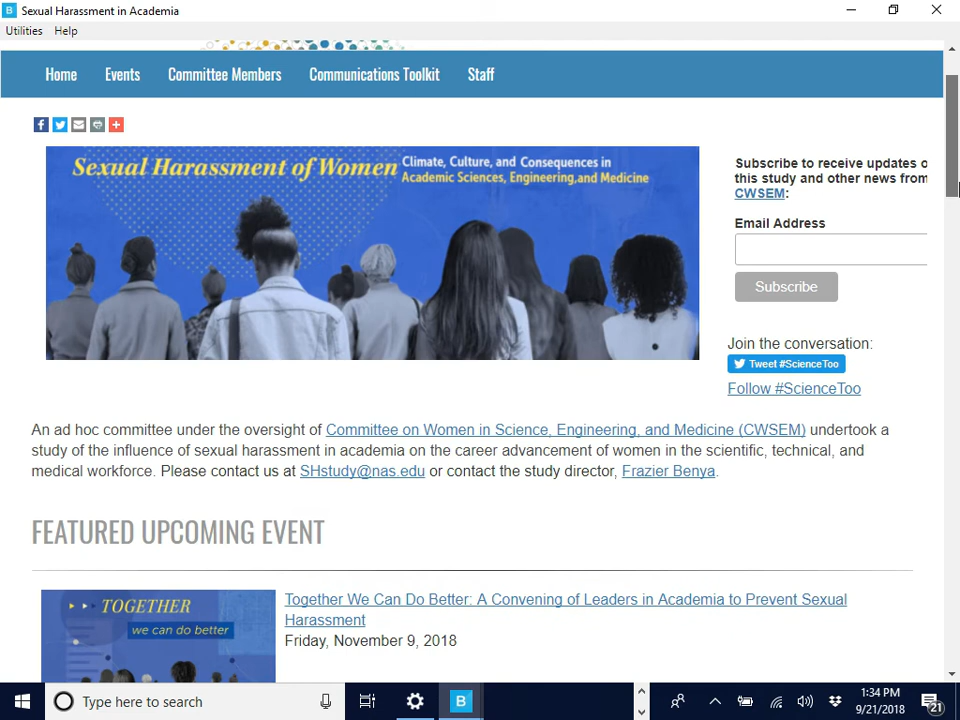 Sexual Harassment in Academia
Utilities Help
Home Events Committee Members Communications Toolkit Staff
Sexual Harassment of Women Climate, Culture, and Consequences in
Academic Sciences, Engineering,and Medicine
Subscribe to receive updates o
this study and other news from
CWSEM:
Email Address
Subscribe
Join the conversation:
Tweet #ScienceToo
Follow #ScienceToo
An ad hoc committee under the oversight of Committee on Women in Science, Engineering, and Medicine (CWSEM) undertook a
study of the influence of sexual harassment in academia on the career advancement of women in the scientific, technical, and
medical workforce. Please contact us at SHstudy@nas.edu or contact the study director, Frazier Benya.
FEATURED UPCOMING EVENT
TOGETHER
we can do better
Together We Can Do Better: A Convening of Leaders in Academia to Prevent Sexual
Harassment
Friday, November 9, 2018
Type here to search
1:34 PM
9/21/2018
21